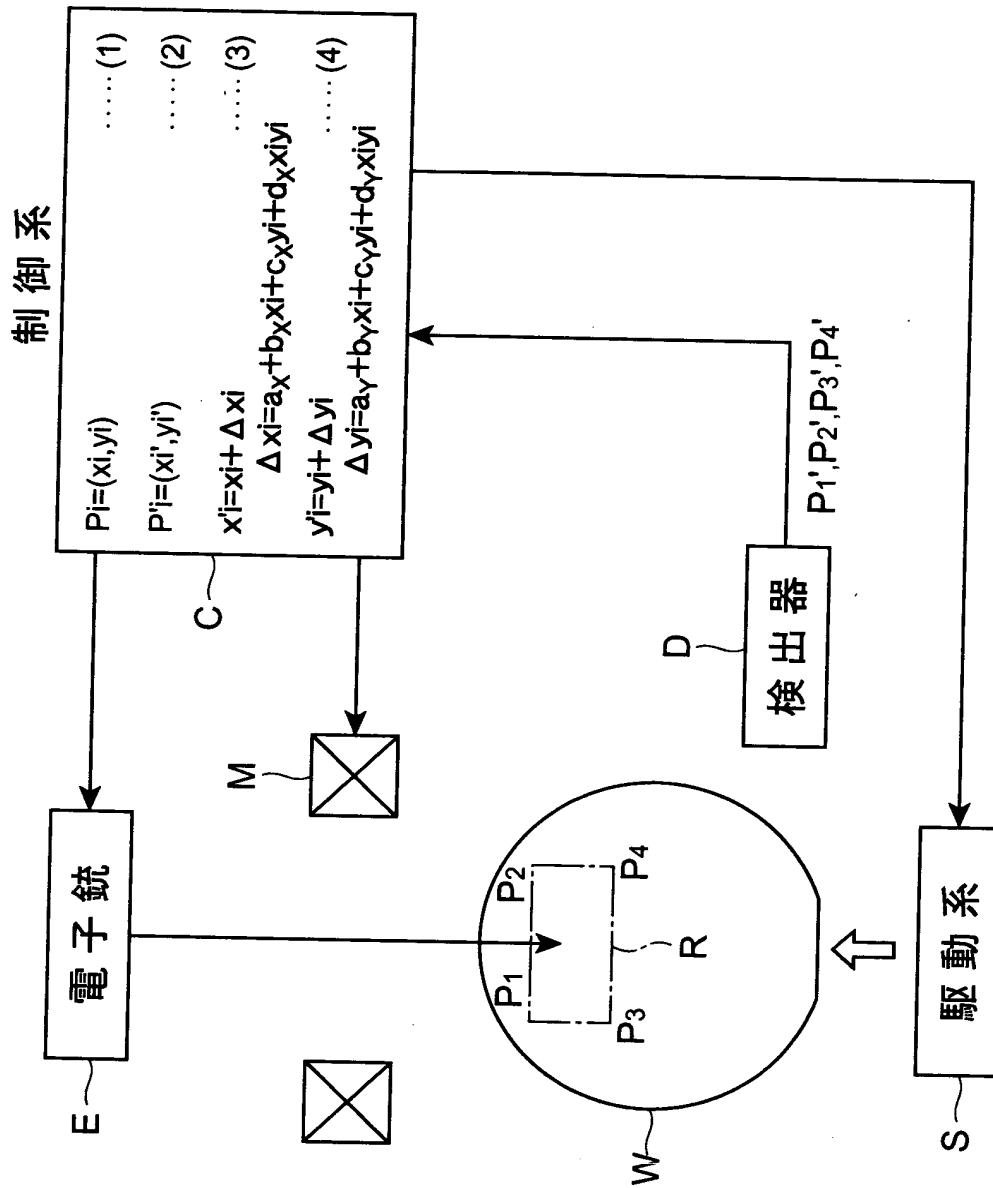 制御系
Pi=(xi,yi) ……(1)
P'i=(xi',yi') ……(2)
x'i=xi+Δxi ……(3)
Δxi=aX+bXxi+cXyi+dXxiyi
y'i=yi+Δyi ……(4)
Δyi=aY+bYxi+cYyi+dYxiyi
C
電子銃
E
M
P1
P2
P3
P4
R
W
D
検出器
P1',P2',P3',P4'
駆動系
S